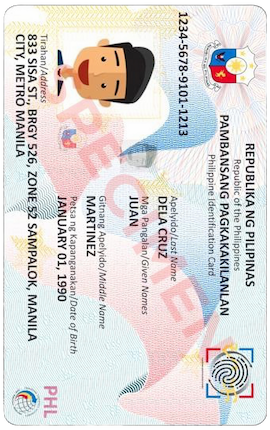 REPUBLIKA NG PILIPINAS
Republic of the Philippines
PAMBANSANG PAGKAKAKILANLAN
Philippine Identification Card
1234-5678-9101-1213
Apelyido/Last Name
DELA CRUZ
Mga Pangalan/Given Names
JUAN
Gitnang Apelyido/Middle Name
MARTINEZ
Petsa ng Kapanganakan/Date of Birth
JANUARY 01, 1990
Tirahan/Address
833 SISA ST., BRGY 526, ZONE 52 SAMPALOK, MANILA
CITY, METRO MANILA
PHL
SPECIMEN